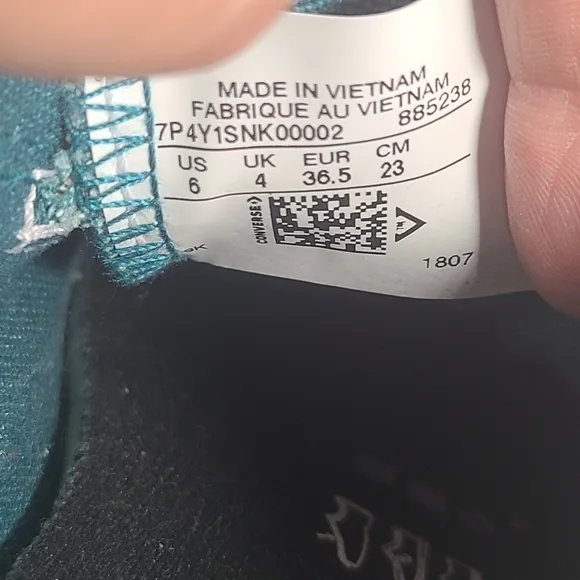 MADE IN VIETNAM
FABRIQUE AU VIETNAM
885238
7P4Y1SNK00002
US UK EUR CM
6 4 36.5 23
CONVERSE
1807